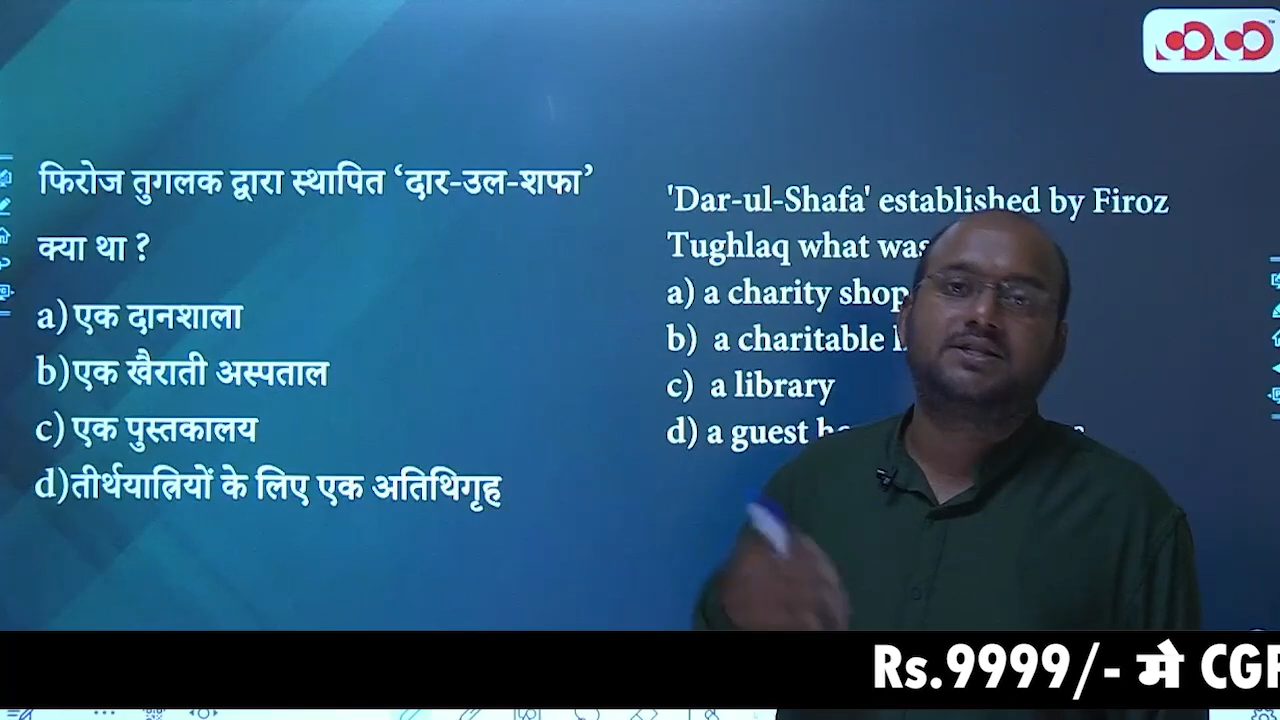 फिरोज तुगलक द्वारा स्थापित ‘दार-उल-शफा’
क्या था ?
a) एक दानशाला
b)एक खैराती अस्पताल
c) एक पुस्तकालय
d)तीर्थयात्रियों के लिए एक अतिथिगृह
'Dar-ul-Shafa' established by Firoz
Tughlaq what was
a) a charity shop
b) a charitable
c) a library
d) a guest
Rs.9999/- मे